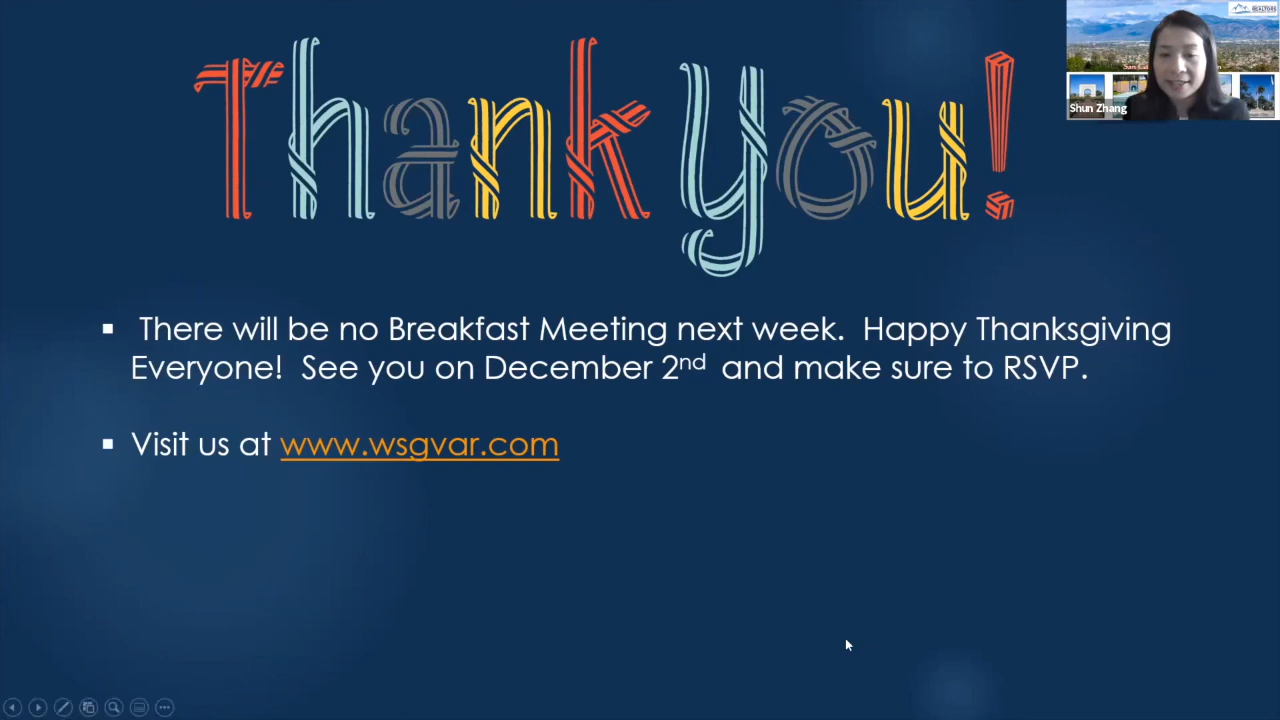 Thank you!
REALTORS
Shun Zhang
▪ There will be no Breakfast Meeting next week. Happy Thanksgiving
Everyone! See you on December 2nd and make sure to RSVP.
▪ Visit us at www.wsgvar.com